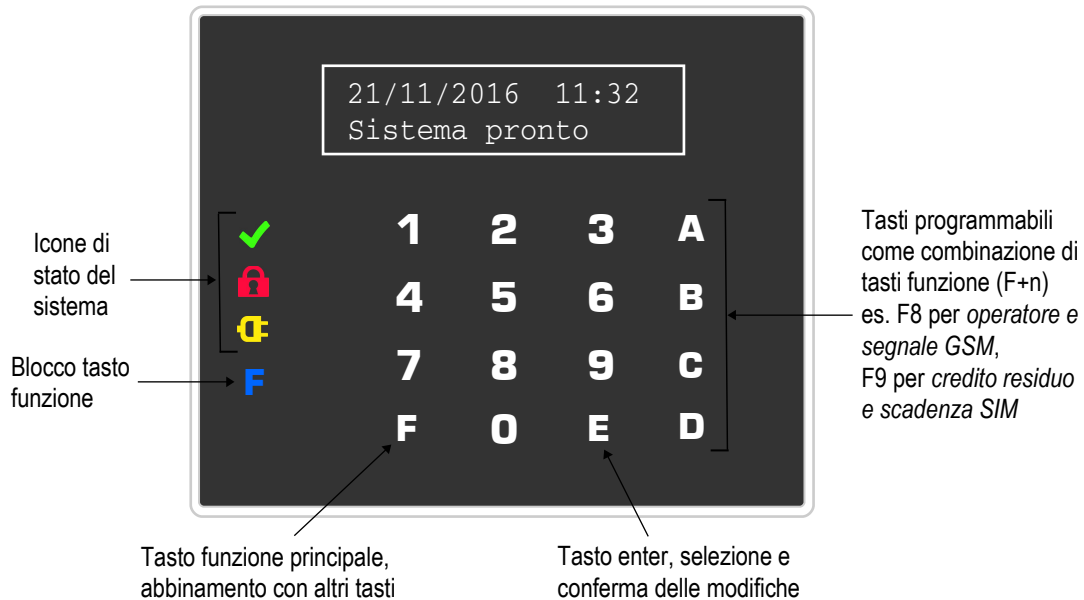 21/11/2016 11:32
Sistema pronto
Icone di
stato del
sistema
Blocco tasto
funzione
1 2 3 A
4 5 6 B
7 8 9 C
F
F 0 E D
Tasti programmabili
come combinazione di
tasti funzione (F+n)
es. F8 per operatore e
segnale GSM,
F9 per credito residuo
e scadenza SIM
Tasto funzione principale,
abbinamento con altri tasti
Tasto enter, selezione e
conferma delle modifiche